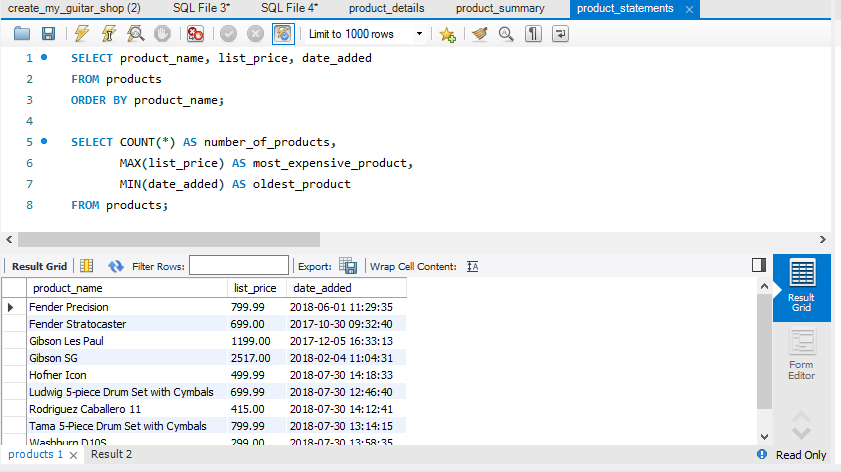 create_my_guitar_shop (2) SQL File 3* SQL File 4* product_details product_summary product_statements
Limit to 1000 rows
1 SELECT product_name, list_price, date_added
2 FROM products
3 ORDER BY product_name;
4
5 SELECT COUNT(*) AS number_of_products,
6 MAX(list_price) AS most_expensive_product,
7 MIN(date_added) AS oldest_product
8 FROM products;
Result Grid Filter Rows: Export: Wrap Cell Content:
product_name list_price date_added
Fender Precision 799.99 2018-06-01 11:29:35
Fender Stratocaster 699.00 2017-10-30 09:32:40
Gibson Les Paul 1199.00 2017-12-05 16:33:13
Gibson SG 2517.00 2018-02-04 11:04:31
Hofner Icon 499.99 2018-07-30 14:18:33
Ludwig 5-piece Drum Set with Cymbals 699.99 2018-07-30 12:46:40
Rodriguez Caballero 11 415.00 2018-07-30 14:12:41
Tama 5-Piece Drum Set with Cymbals 799.99 2018-07-30 13:14:15
Washburn D10S 299.00 2018-07-30 13:58:35
Result
Grid
Form
Editor
products 1 Result 2 Read Only